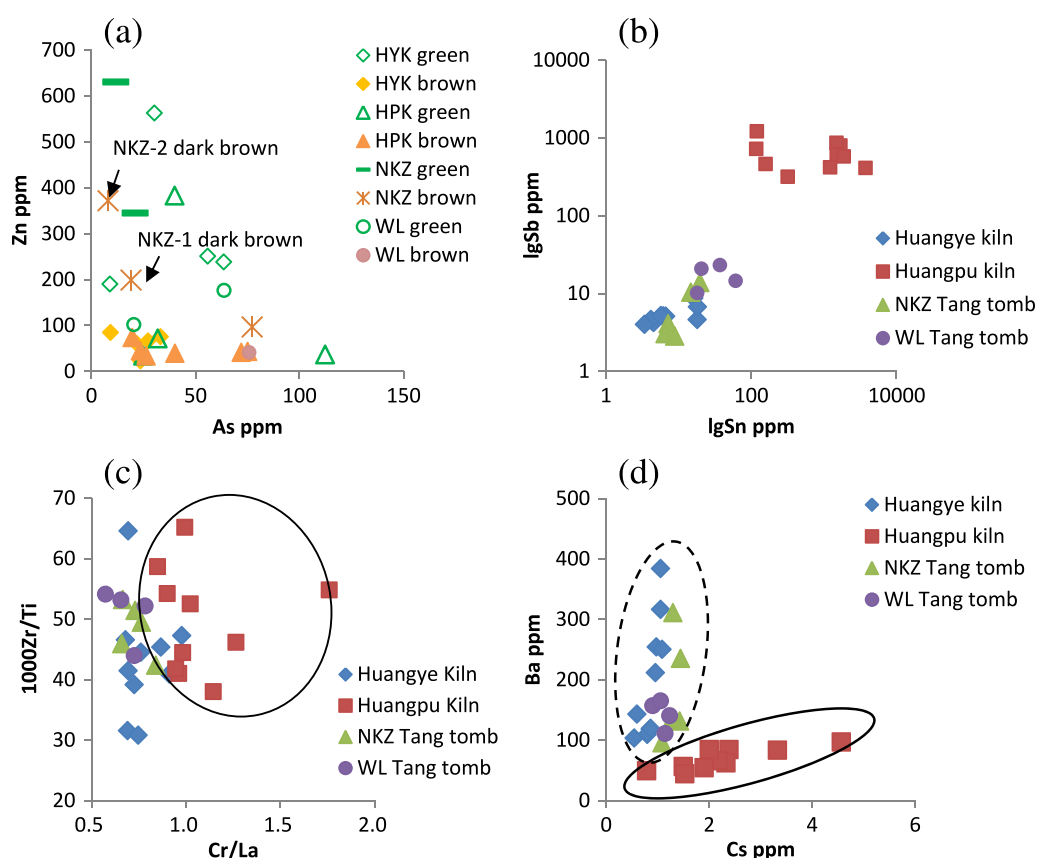 (a)
700
600
500
400
300
200
100
0
0
50
100
150
Zn ppm
As ppm
NKZ-2 dark brown
NKZ-1 dark brown
HYK green
HYK brown
HPK green
HPK brown
NKZ green
NKZ brown
WL green
WL brown
(b)
10000
1000
100
10
1
1
100
10000
lgSb ppm
lgSn ppm
Huangye kiln
Huangpu kiln
NKZ Tang tomb
WL Tang tomb
(c)
70
60
50
40
30
20
0.5
1.0
1.5
2.0
1000Zr/Ti
Cr/La
Huangye Kiln
Huangpu Kiln
NKZ Tang tomb
WL Tang tomb
(d)
500
400
300
200
100
0
0
2
4
6
Ba ppm
Cs ppm
Huangye kiln
Huangpu kiln
NKZ Tang tomb
WL Tang tomb